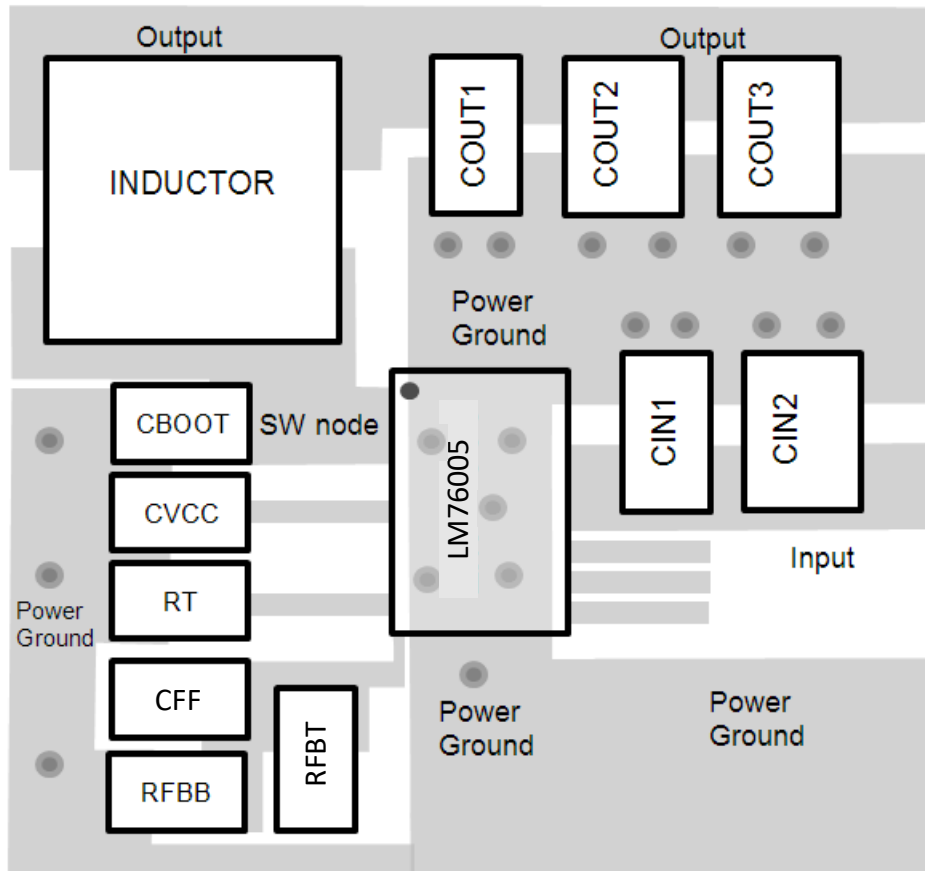 Output
Output
INDUCTOR
COUT1
COUT2
COUT3
Power
Ground
CBOOT
SW node
CIN1
CIN2
CVCC
LM76005
RT
Input
Power
Ground
CFF
RFBT
Power
Ground
Power
Ground
RFBB